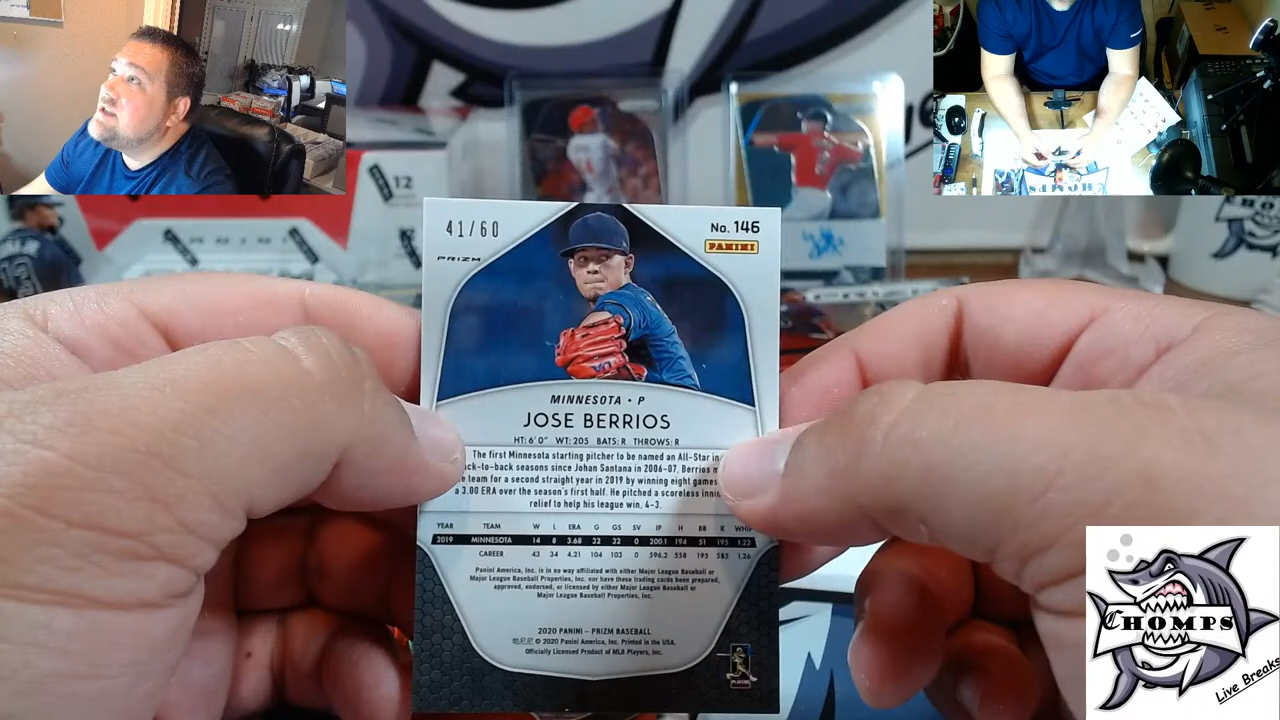 12
41/60
No. 146
PANINI
PRIZM
MINNESOTA • P
JOSE BERRIOS
HT: 6'0" WT: 205 BATS: R THROWS: R
The first Minnesota starting pitcher to be named an All-Star in
ck-to-back seasons since Johan Santana in 2006-07, Berrios
e team for a second straight year in 2019 by winning eight games
a 3.00 ERA over the season's first half. He pitched a scoreless inni
relief to help his league win, 4-3.
YEAR TEAM W L ERA G GS SV IP H BB K WHIP
2019 MINNESOTA 14 8 3.68 32 32 0 200.1 194 51 195 1.22
CAREER 43 34 4.21 104 103 0 596.2 558 195 585 1.26
Panini America, Inc. is in no way affiliated with either Major League Baseball or
Major League Baseball Properties, Inc. nor have these trading cards been prepared,
approved, endorsed, or licensed by either Major League Baseball or
Major League Baseball Properties, Inc.
2020 PANINI – PRIZM BASEBALL
帕尼尼 © 2020 Panini America, Inc. Printed in the USA.
Officially Licensed Product of MLB Players, Inc.
CHOMPS
Live Breaks